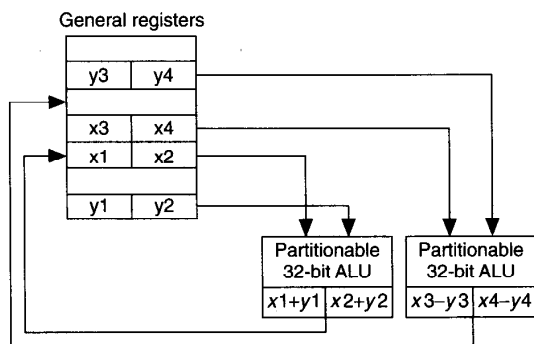 General registers
y3 y4
x3 x4
x1 x2
y1 y2
Partitionable
32-bit ALU
x1+y1 x2+y2
Partitionable
32-bit ALU
x3–y3 x4–y4